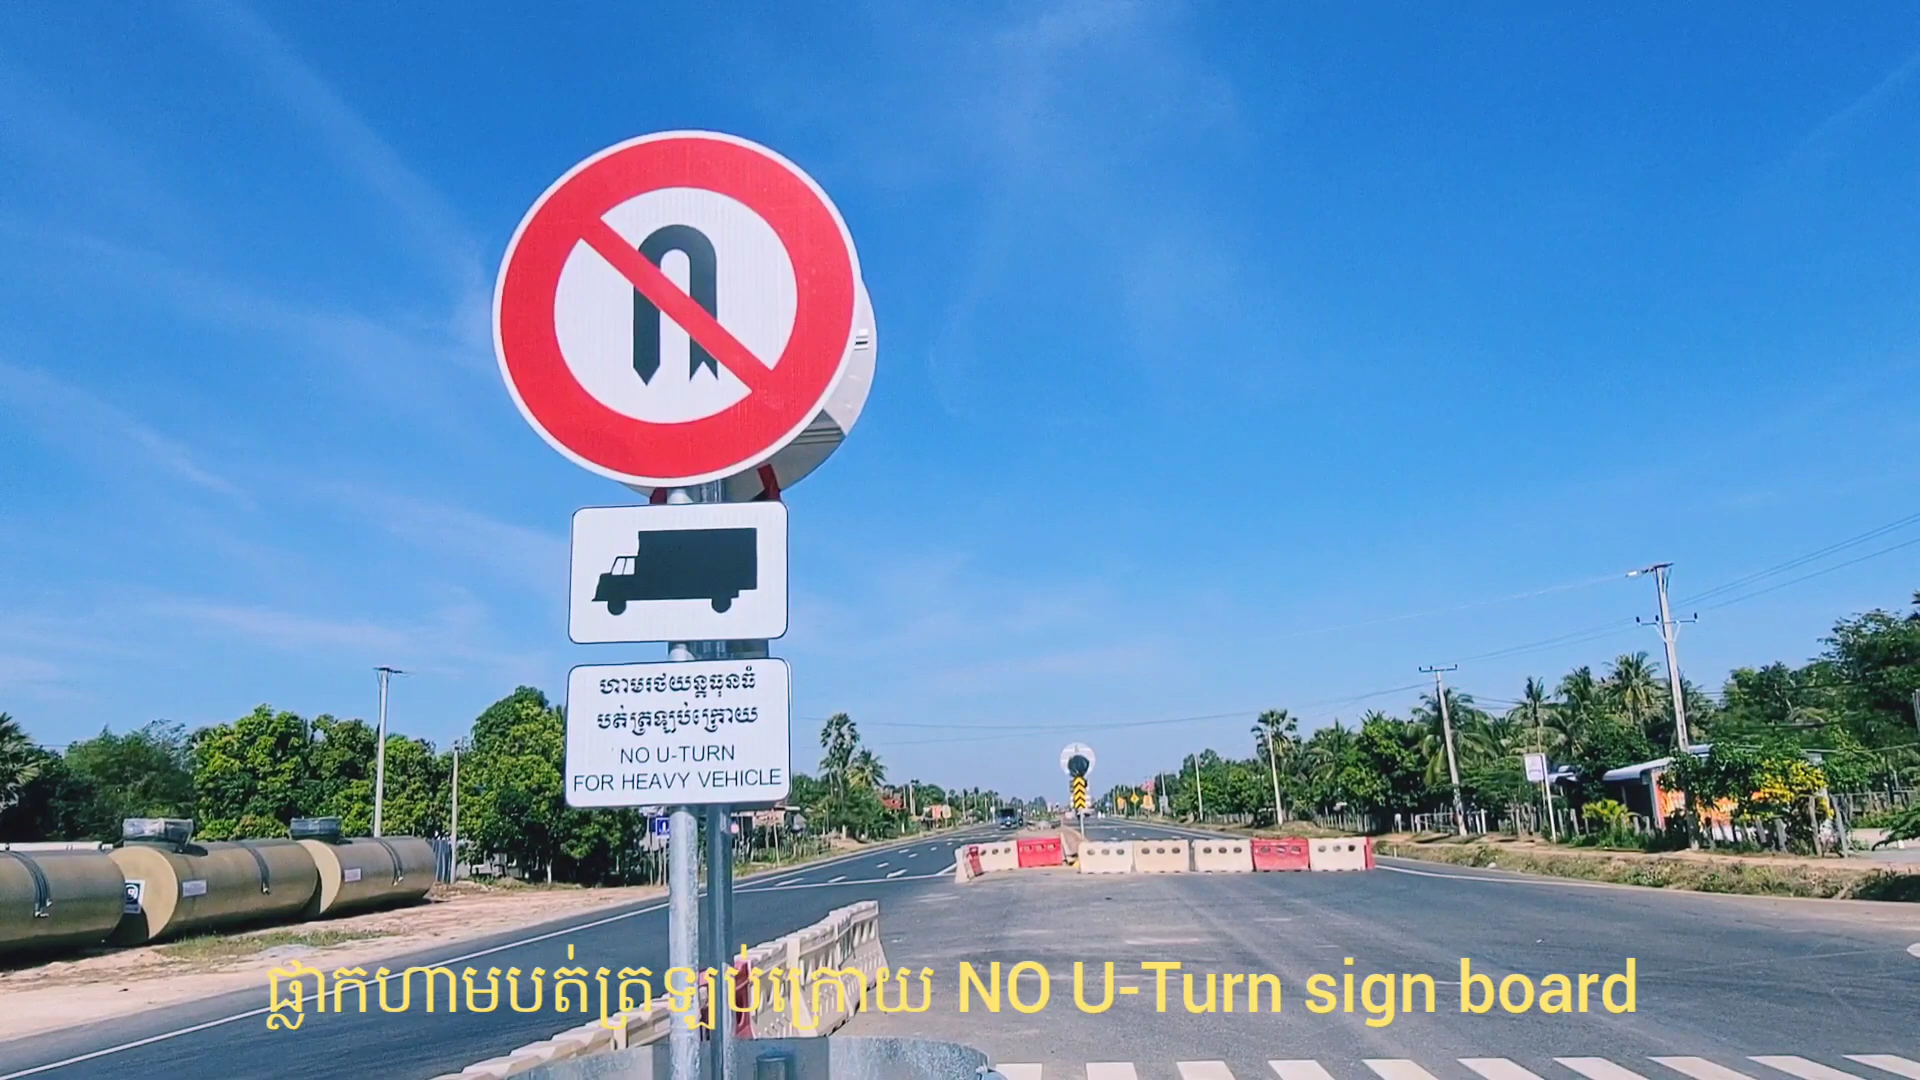 ហាមរថយន្តធុនធំ
បត់ត្រឡប់ក្រោយ
NO U-TURN
FOR HEAVY VEHICLE
ផ្លាកហាមបត់ត្រឡប់ក្រោយ NO U-Turn sign board